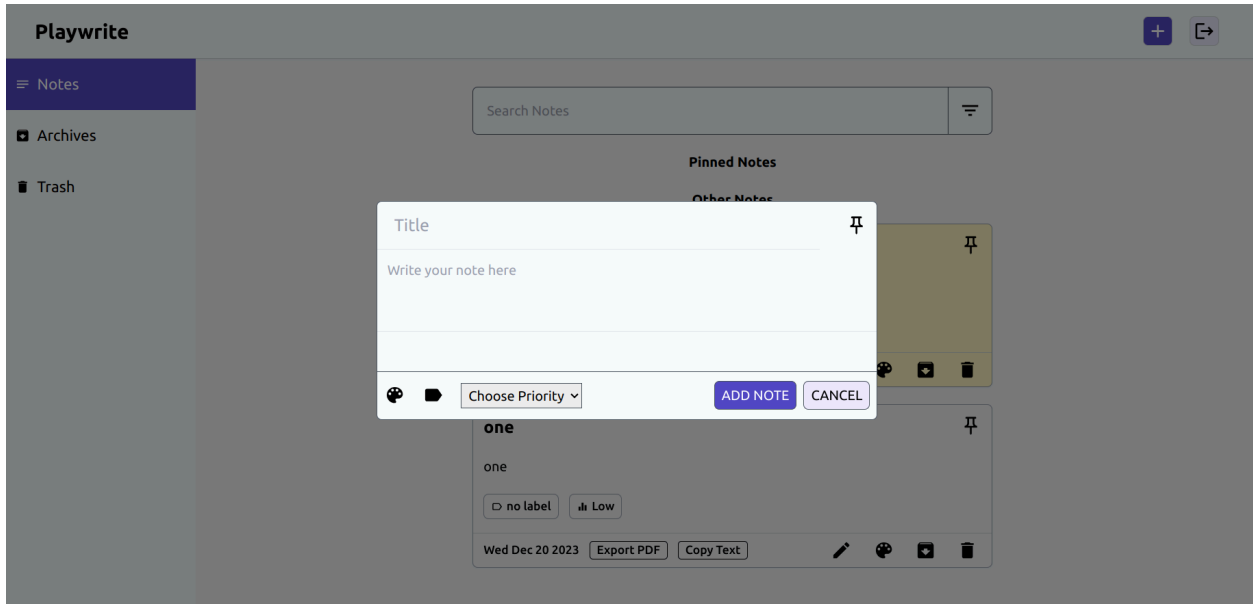 Playwrite
Notes
Archives
Trash
Search Notes
Pinned Notes
Other Notes
Title
Write your note here
Choose Priority
ADD NOTE
CANCEL
one
one
no label
Low
Wed Dec 20 2023
Export PDF
Copy Text